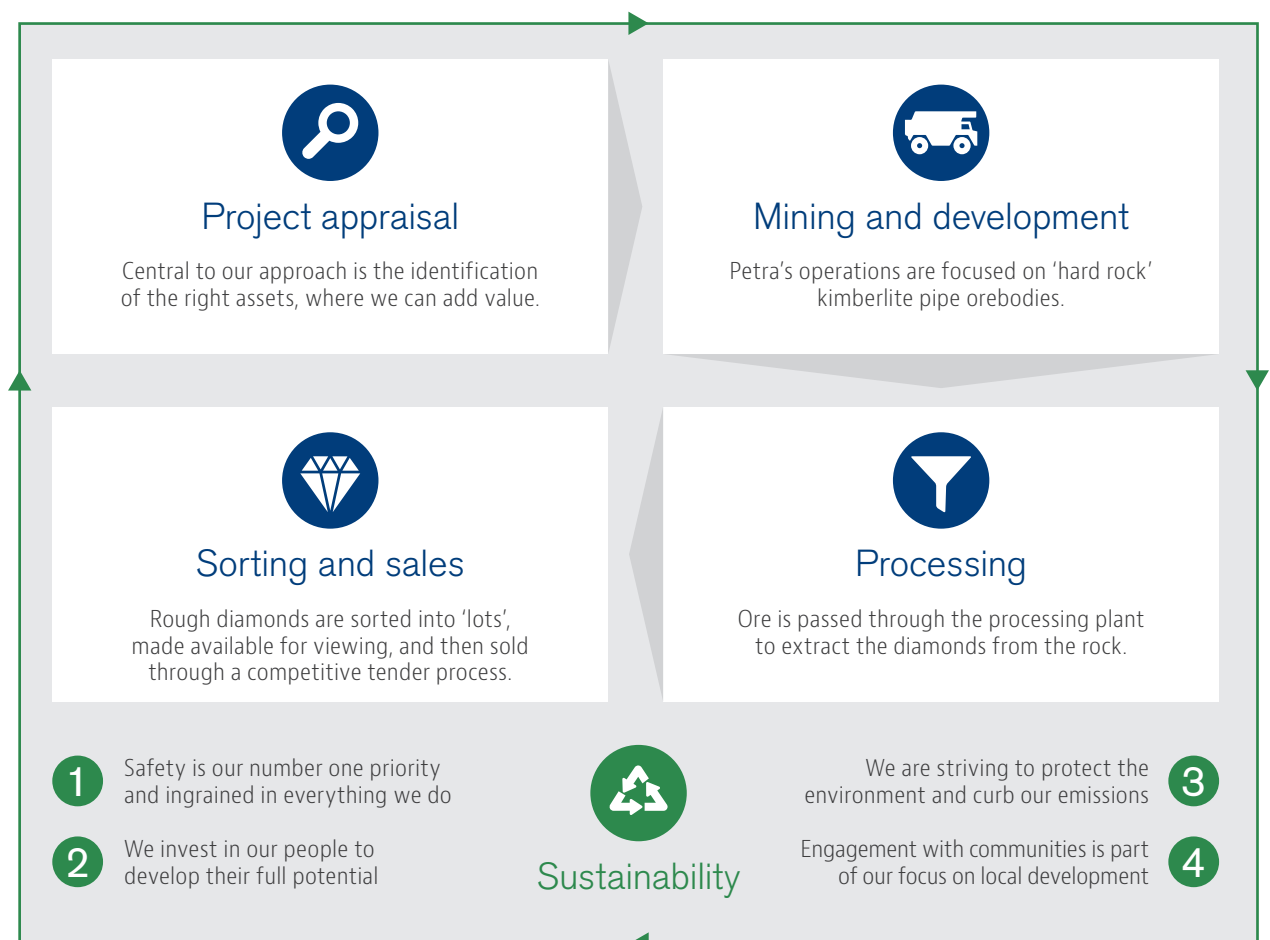 Project appraisal
Central to our approach is the identification
of the right assets, where we can add value.
Mining and development
Petra’s operations are focused on ‘hard rock’
kimberlite pipe orebodies.
Sorting and sales
Rough diamonds are sorted into ‘lots’,
made available for viewing, and then sold
through a competitive tender process.
Processing
Ore is passed through the processing plant
to extract the diamonds from the rock.
1
Safety is our number one priority
and ingrained in everything we do
2
We invest in our people to
develop their full potential
Sustainability
We are striving to protect the
environment and curb our emissions
3
Engagement with communities is part
of our focus on local development
4